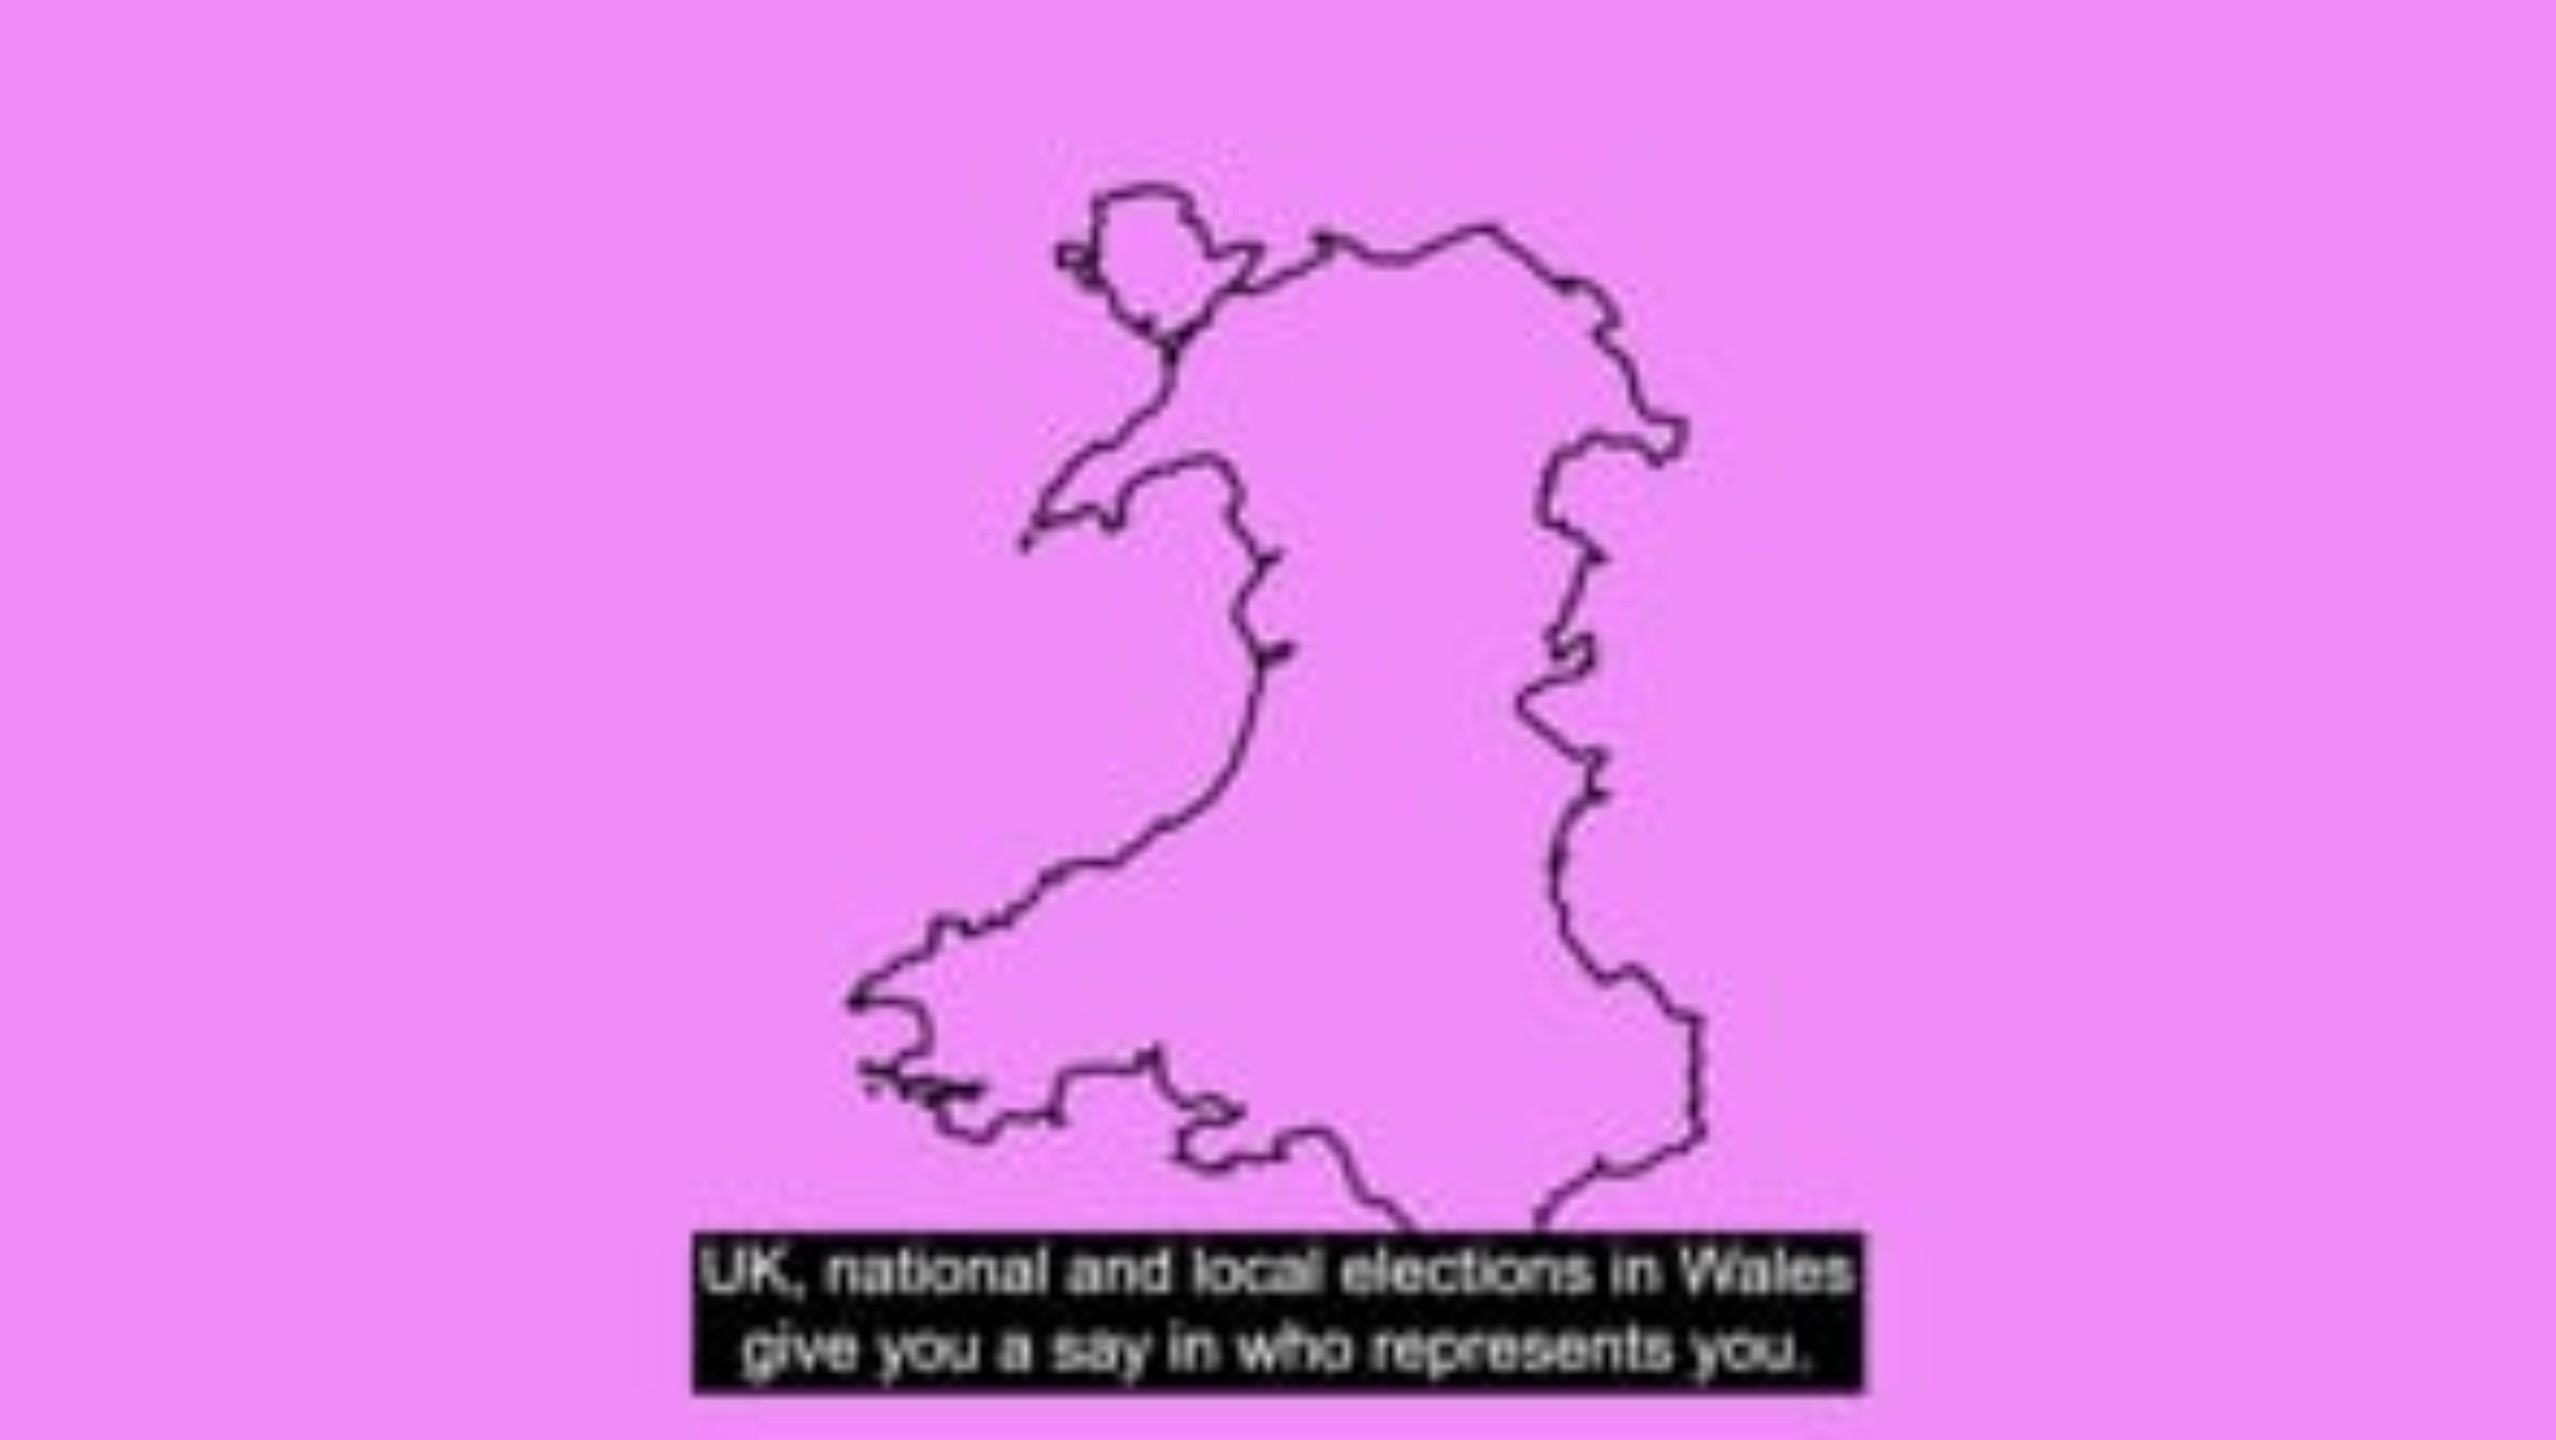 UK, national and local elections in Wales
give you a say in who represents you.